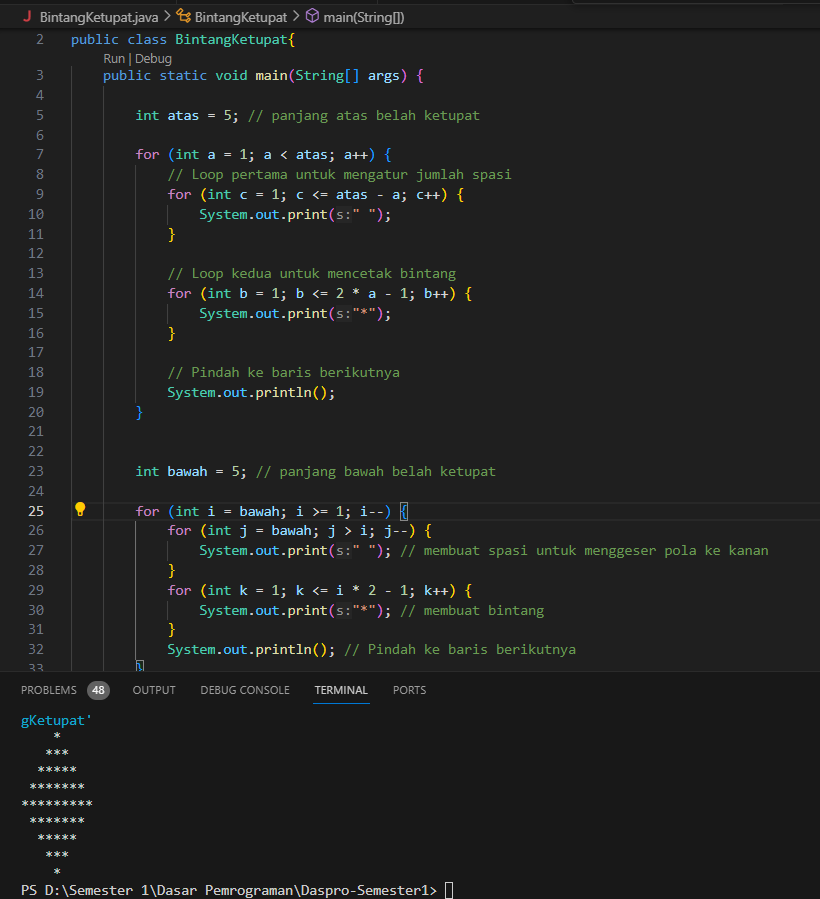 J BintangKetupat.java > BintangKetupat > main(String[])
2 public class BintangKetupat{
Run | Debug
3 public static void main(String[] args) {
4
5 int atas = 5; // panjang atas belah ketupat
6
7 for (int a = 1; a < atas; a++) {
8 // Loop pertama untuk mengatur jumlah spasi
9 for (int c = 1; c <= atas - a; c++) {
10 System.out.print(s:" ");
11 }
12
13 // Loop kedua untuk mencetak bintang
14 for (int b = 1; b <= 2 * a - 1; b++) {
15 System.out.print(s:"*");
16 }
17
18 // Pindah ke baris berikutnya
19 System.out.println();
20 }
21
22
23 int bawah = 5; // panjang bawah belah ketupat
24
25 for (int i = bawah; i >= 1; i--) {
26 for (int j = bawah; j > i; j--) {
27 System.out.print(s:" "); // membuat spasi untuk menggeser pola ke kanan
28 }
29 for (int k = 1; k <= i * 2 - 1; k++) {
30 System.out.print(s:"*"); // membuat bintang
31 }
32 System.out.println(); // Pindah ke baris berikutnya
33 }
PROBLEMS 48 OUTPUT DEBUG CONSOLE TERMINAL PORTS
gKetupat'
    *
   ***
  *****
 *******
*********
 *******
  *****
   ***
    *
PS D:\Semester 1\Dasar Pemrograman\Daspro-Semester1>